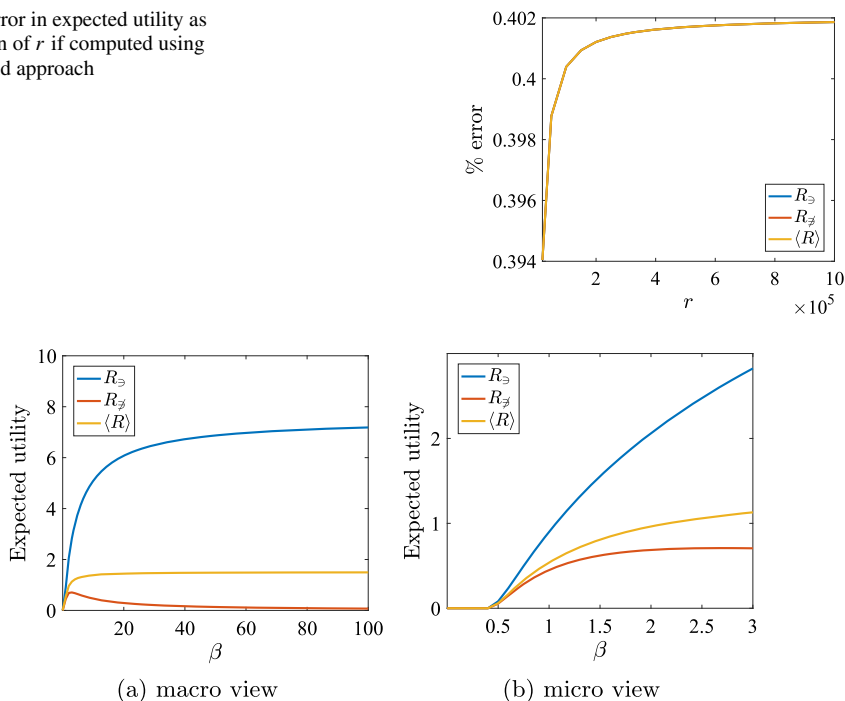 ror in expected utility as
n of r if computed using
d approach
0.402
0.4
0.398
0.396
0.394
% error
R∋
R∌
⟨R⟩
2 4 6 8 10
r
×10⁵
10
8
6
4
2
0
Expected utility
R∋
R∌
⟨R⟩
20 40 60 80 100
β
(a) macro view
2
1
0
Expected utility
R∋
R∌
⟨R⟩
0.5 1 1.5 2 2.5 3
β
(b) micro view